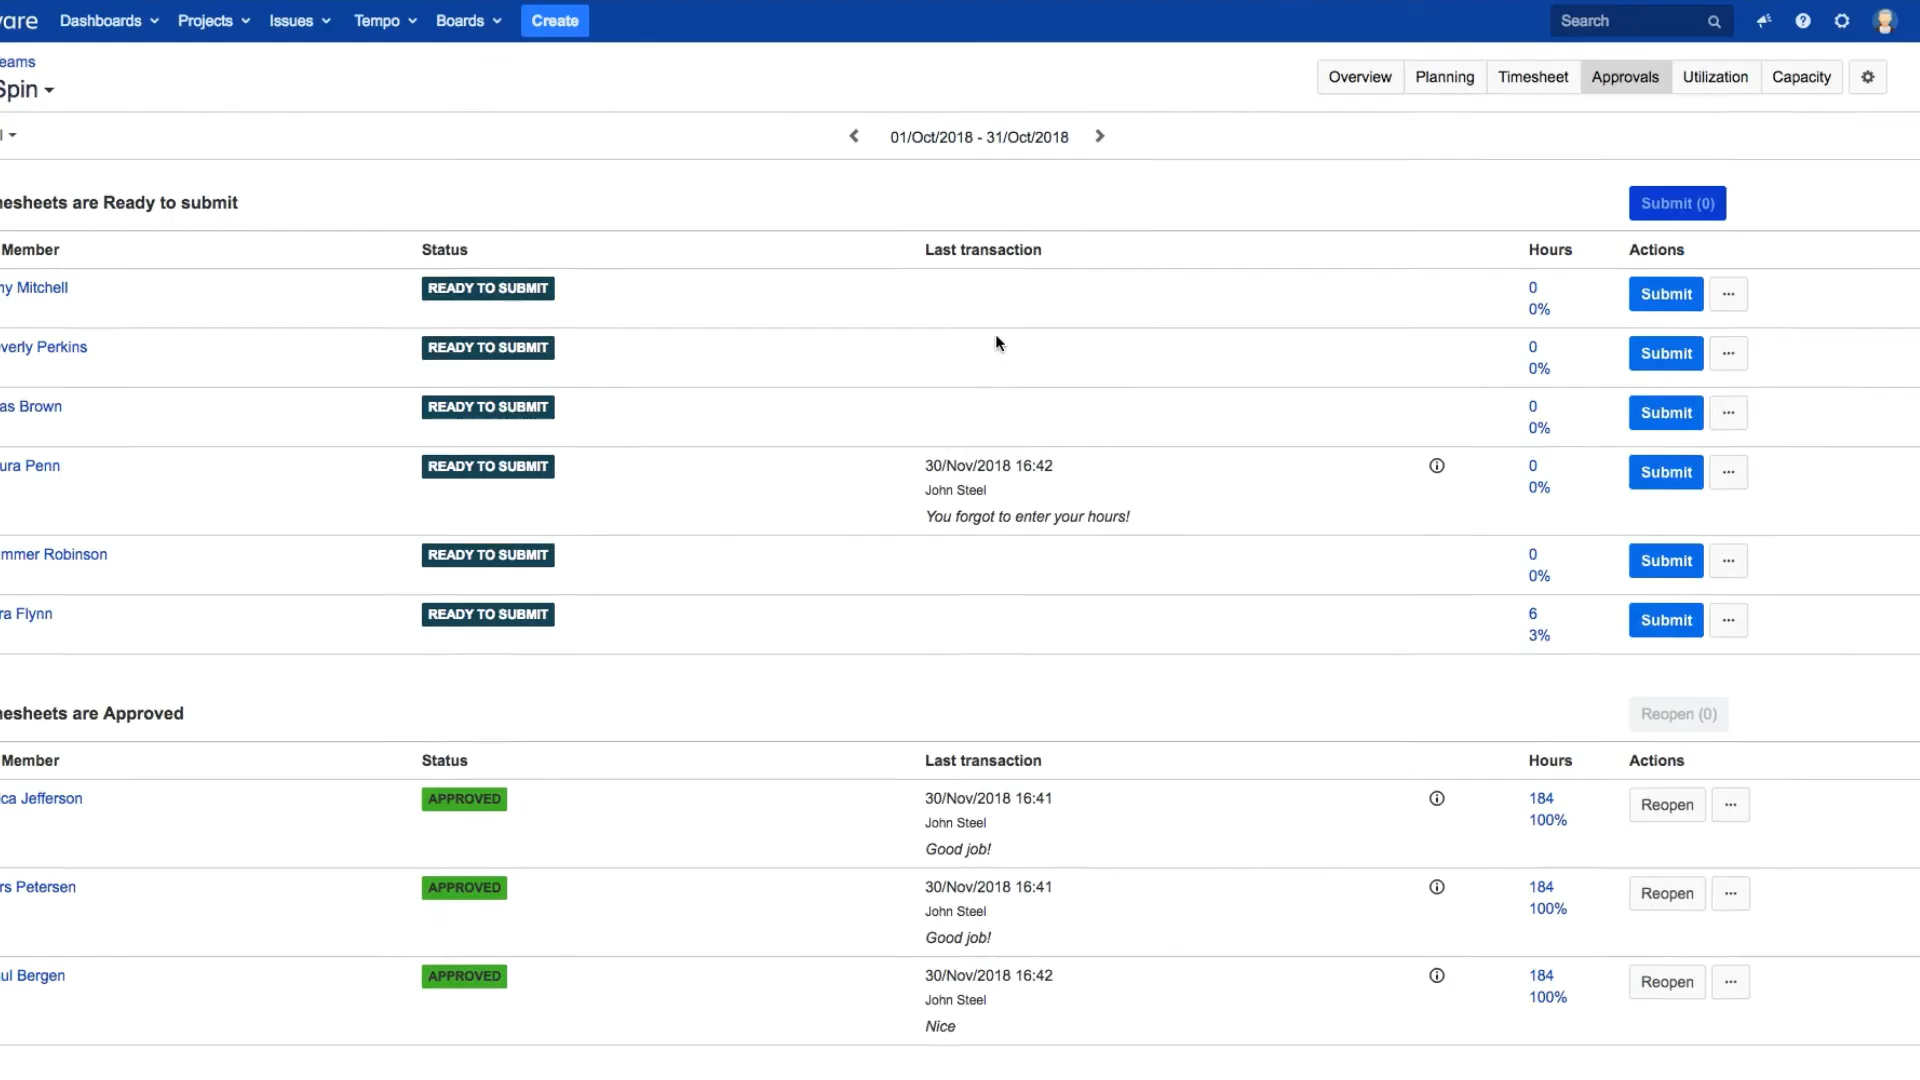 are Dashboards Projects Issues Tempo Boards Create Search
eams
Spin
Overview Planning Timesheet Approvals Utilization Capacity
l
01/Oct/2018 - 31/Oct/2018
esheets are Ready to submit Submit (0)
Member Status Last transaction Hours Actions
ny Mitchell READY TO SUBMIT 0 Submit ...
0%
verly Perkins READY TO SUBMIT 0 Submit ...
0%
as Brown READY TO SUBMIT 0 Submit ...
0%
ura Penn READY TO SUBMIT 30/Nov/2018 16:42 0 Submit ...
John Steel 0%
You forgot to enter your hours!
mmer Robinson READY TO SUBMIT 0 Submit ...
0%
ra Flynn READY TO SUBMIT 6 Submit ...
3%
esheets are Approved Reopen (0)
Member Status Last transaction Hours Actions
ca Jefferson APPROVED 30/Nov/2018 16:41 184 Reopen ...
John Steel 100%
Good job!
rs Petersen APPROVED 30/Nov/2018 16:41 184 Reopen ...
John Steel 100%
Good job!
ul Bergen APPROVED 30/Nov/2018 16:42 184 Reopen ...
John Steel 100%
Nice